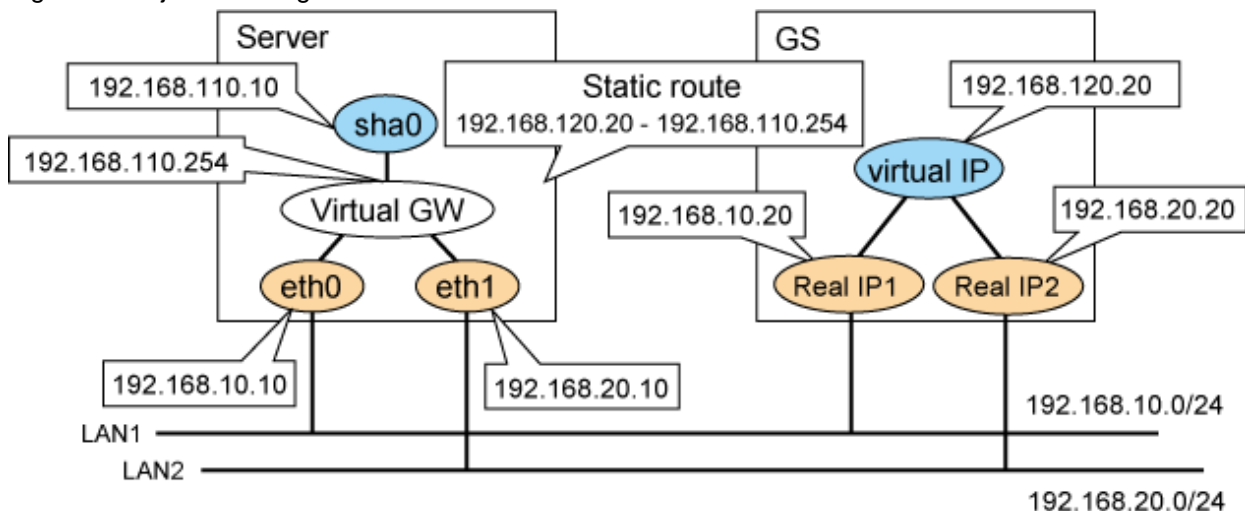 Server
GS
192.168.110.10
Static route
192.168.120.20
sha0
192.168.120.20 - 192.168.110.254
192.168.110.254
virtual IP
Virtual GW
192.168.10.20
192.168.20.20
eth0
eth1
Real IP1
Real IP2
192.168.10.10
192.168.20.10
192.168.10.0/24
LAN1
LAN2
192.168.20.0/24